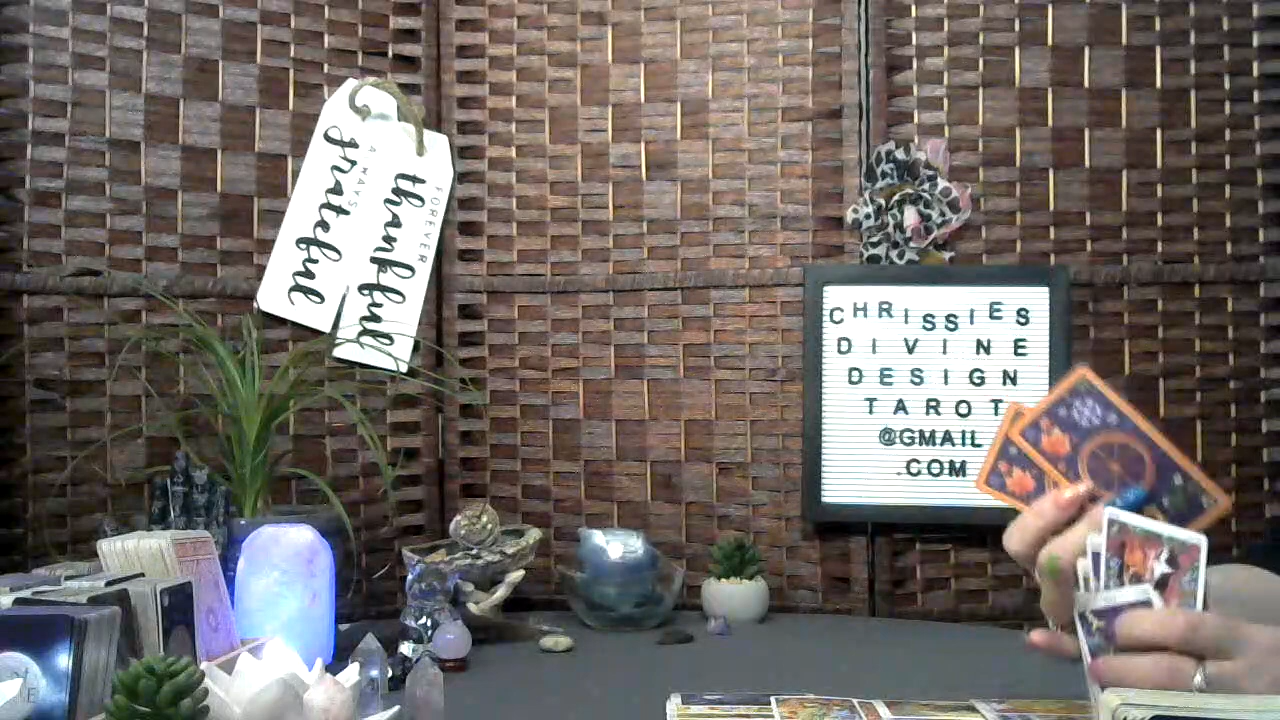 FOREVER
thankful
ALWAYS
grateful
CHRISSIES
DIVINE
DESIGN
TAROT
@GMAIL
.COM